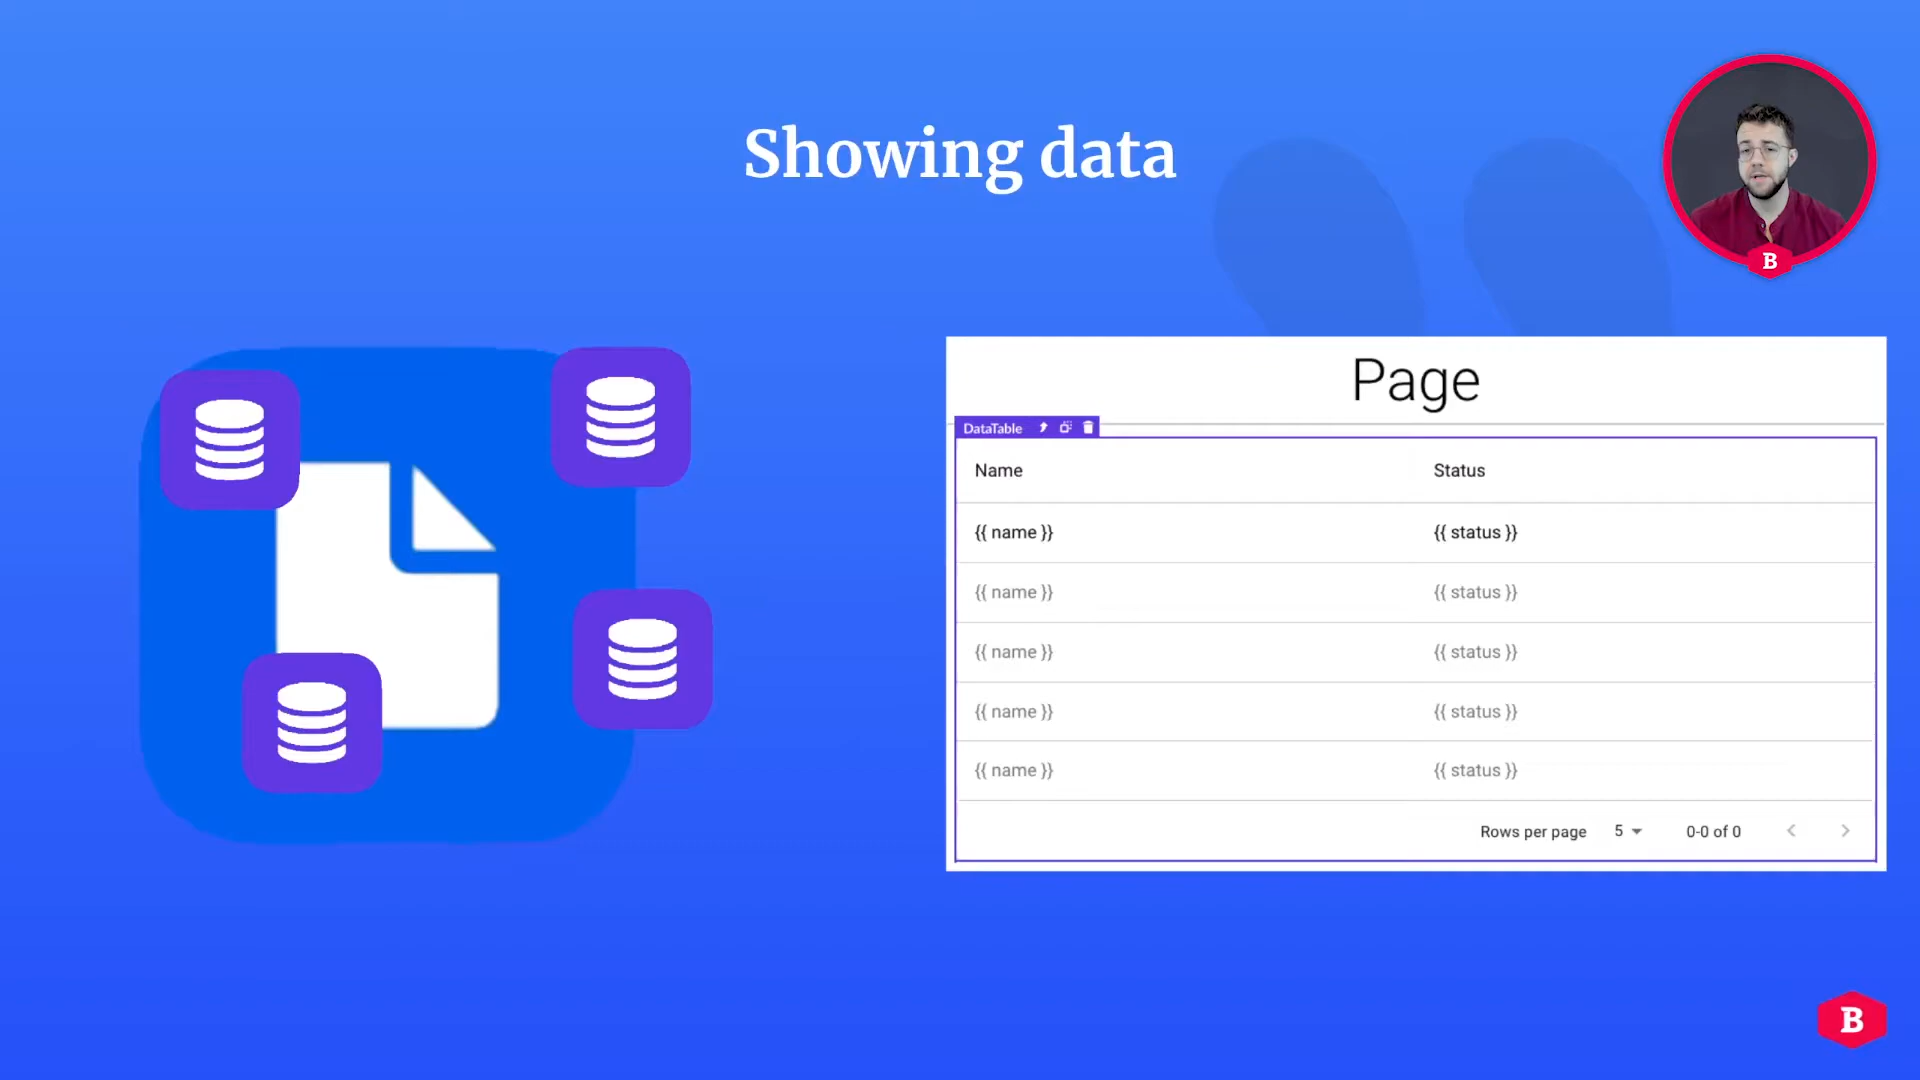 Showing data
B
Page
DataTable
Name Status
{{ name }} {{ status }}
{{ name }} {{ status }}
{{ name }} {{ status }}
{{ name }} {{ status }}
{{ name }} {{ status }}
Rows per page 5 0-0 of 0
B